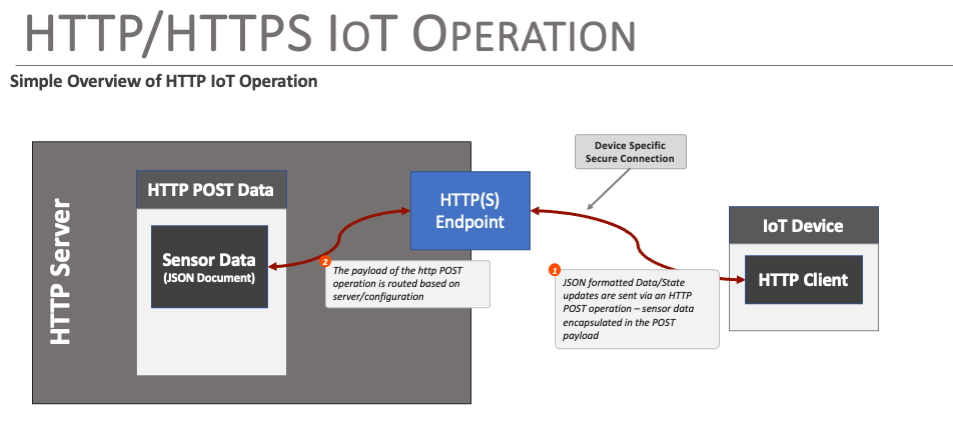 HTTP/HTTPS IoT Operation
Simple Overview of HTTP IoT Operation
Device Specific
Secure Connection
HTTP Server
HTTP POST Data
Sensor Data
(JSON Document)
HTTP(S)
Endpoint
2
The payload of the http POST
operation is routed based on
server/configuration
1
JSON formatted Data/State
updates are sent via an HTTP
POST operation – sensor data
encapsulated in the POST
payload
IoT Device
HTTP Client